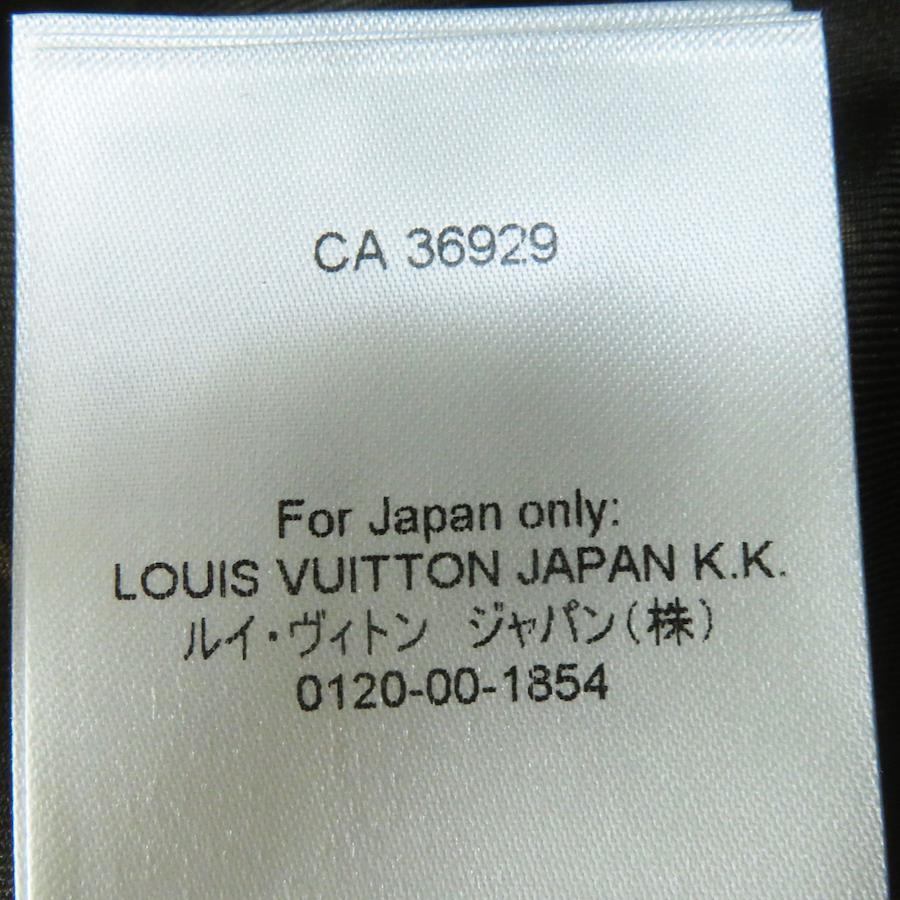 CA 36929
For Japan only:
LOUIS VUITTON JAPAN K.K.
ルイ・ヴィトン　ジャパン（株）
0120-00-1854